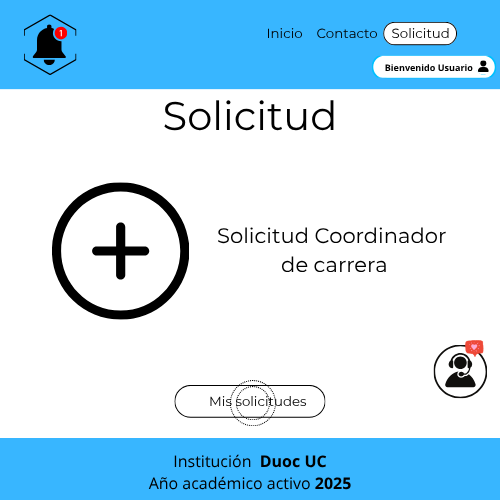 1
Inicio Contacto Solicitud
Bienvenido Usuario
Solicitud
Solicitud Coordinador
de carrera
Mis solicitudes
Institución Duoc UC
Año académico activo 2025